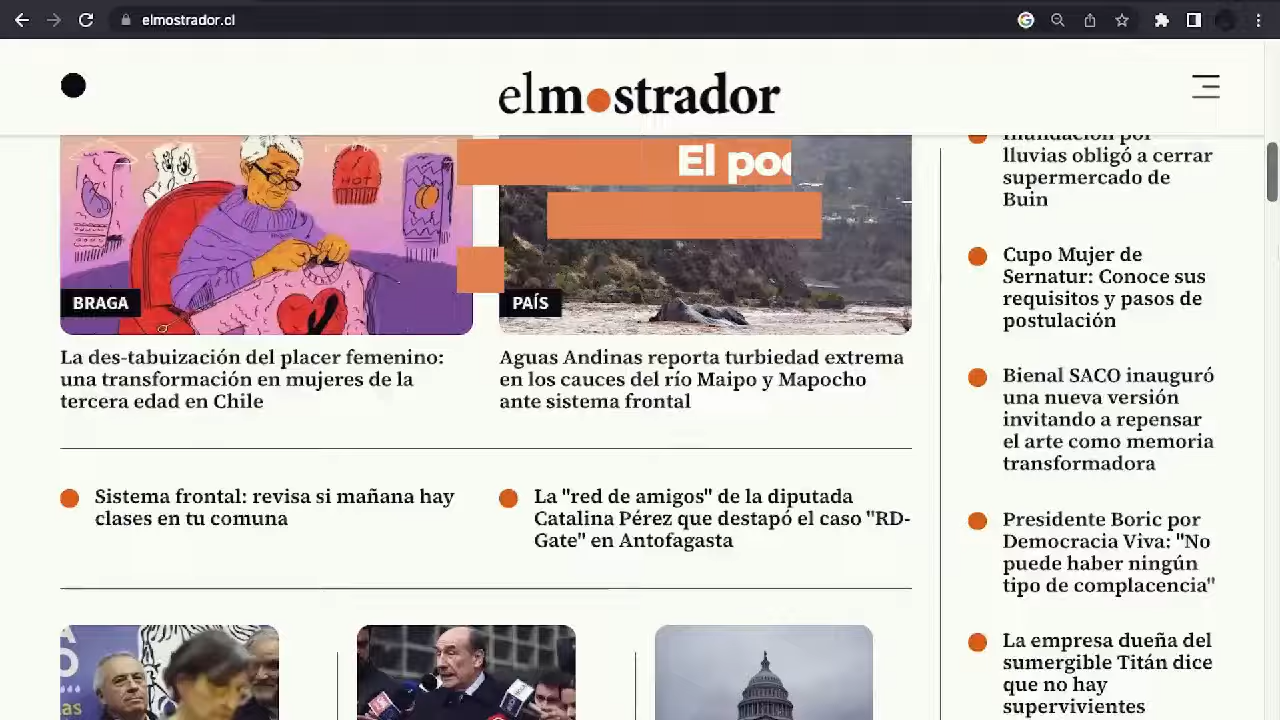 elmostrador.cl
elmostrador
El po
HOT
BRAGA
PAÍS
La des-tabuización del placer femenino:
una transformación en mujeres de la
tercera edad en Chile
Aguas Andinas reporta turbiedad extrema
en los cauces del río Maipo y Mapocho
ante sistema frontal
Sistema frontal: revisa si mañana hay
clases en tu comuna
La "red de amigos" de la diputada
Catalina Pérez que destapó el caso "RD-
Gate" en Antofagasta
inundación por
lluvias obligó a cerrar
supermercado de
Buin
Cupo Mujer de
Sernatur: Conoce sus
requisitos y pasos de
postulación
Bienal SACO inauguró
una nueva versión
invitando a repensar
el arte como memoria
transformadora
Presidente Boric por
Democracia Viva: "No
puede haber ningún
tipo de complacencia"
La empresa dueña del
sumergible Titán dice
que no hay
supervivientes